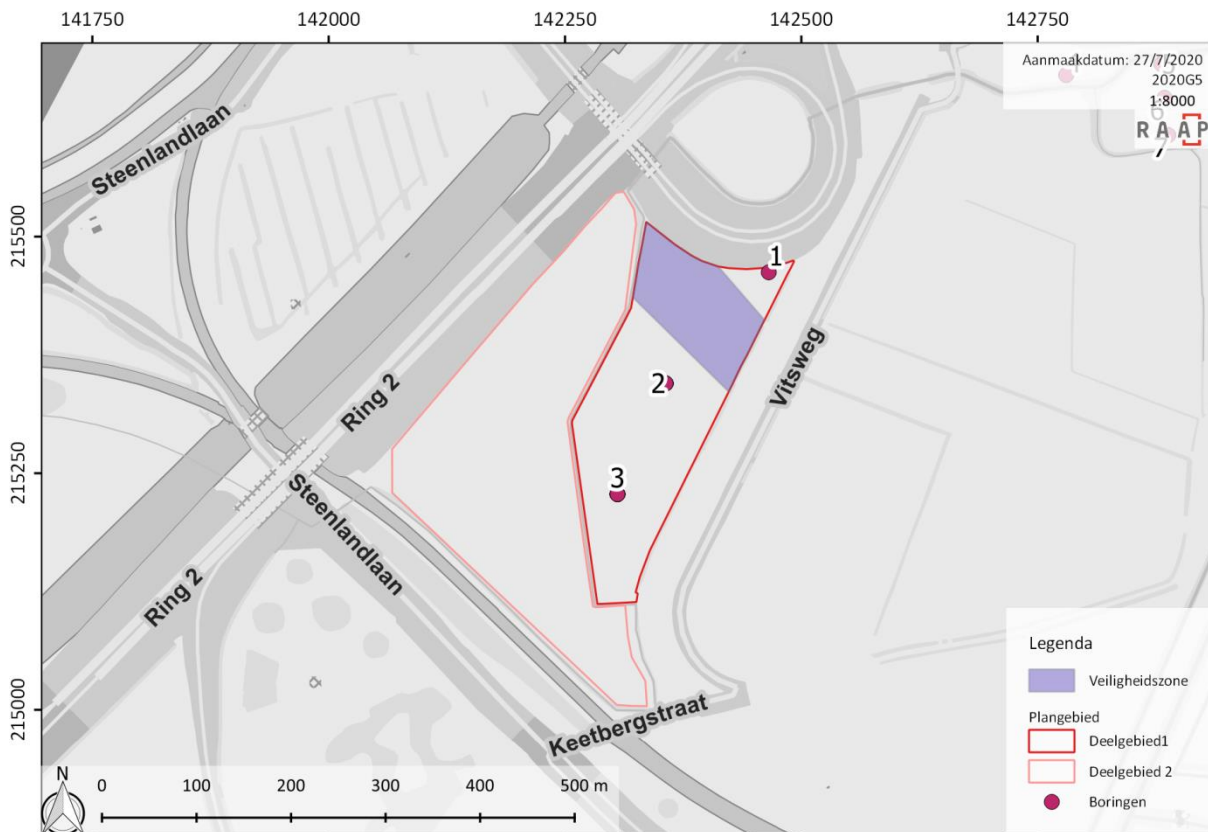 141750 142000 142250 142500 142750
Aanmaakdatum: 27/7/2020
2020G5
1:8000
RAAP
6
7
Steenlandlaan
215500
1
Vitsweg
2
Ring 2
215250
3
Steenlandlaan
Ring 2
Legenda
Veiligheidszone
Plangebied
Deelgebied1
Deelgebied 2
Boringen
215000
Keetbergstraat
N
0 100 200 300 400 500 m